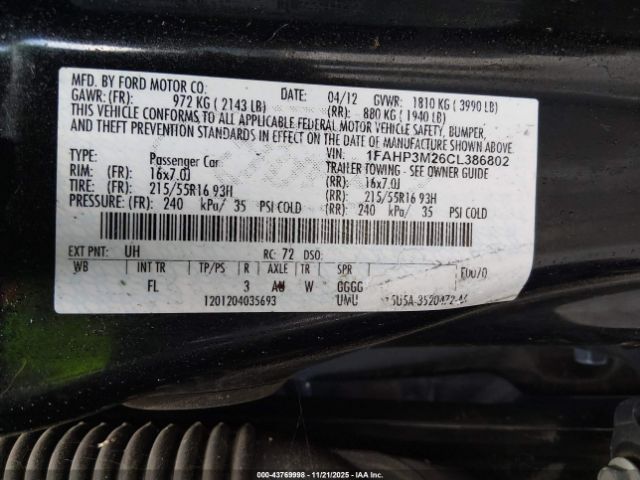 MFD. BY FORD MOTOR CO.
DATE: 04/12 GVWR: 1810 KG ( 3990 LB)
GAWR: (FR): 972 KG ( 2143 LB) (RR): 880 KG ( 1940 LB)
THIS VEHICLE CONFORMS TO ALL APPLICABLE FEDERAL MOTOR VEHICLE SAFETY, BUMPER,
AND THEFT PREVENTION STANDARDS IN EFFECT ON THE DATE OF MANUFACTURE SHOWN ABOVE.
VIN: 1FAHP3M26CL386802
TYPE: Passenger Car TRAILER TOWING - SEE OWNER GUIDE
RIM: (FR) 16x7.0J (RR): 16x7.0J
TIRE: (FR) 215/55R16 93H (RR): 215/55R16 93H
PRESSURE: (FR) 240 kPa/ 35 PSI COLD (RR) 240 kPa/ 35 PSI COLD
EXT PNT: UH RC: 72 DSO:
WB INT TR TP/PS R AXLE TR SPR
FL 3 W GGGG
1201204035693 UMU
00-43769998 11/21/2025 IAA Inc.